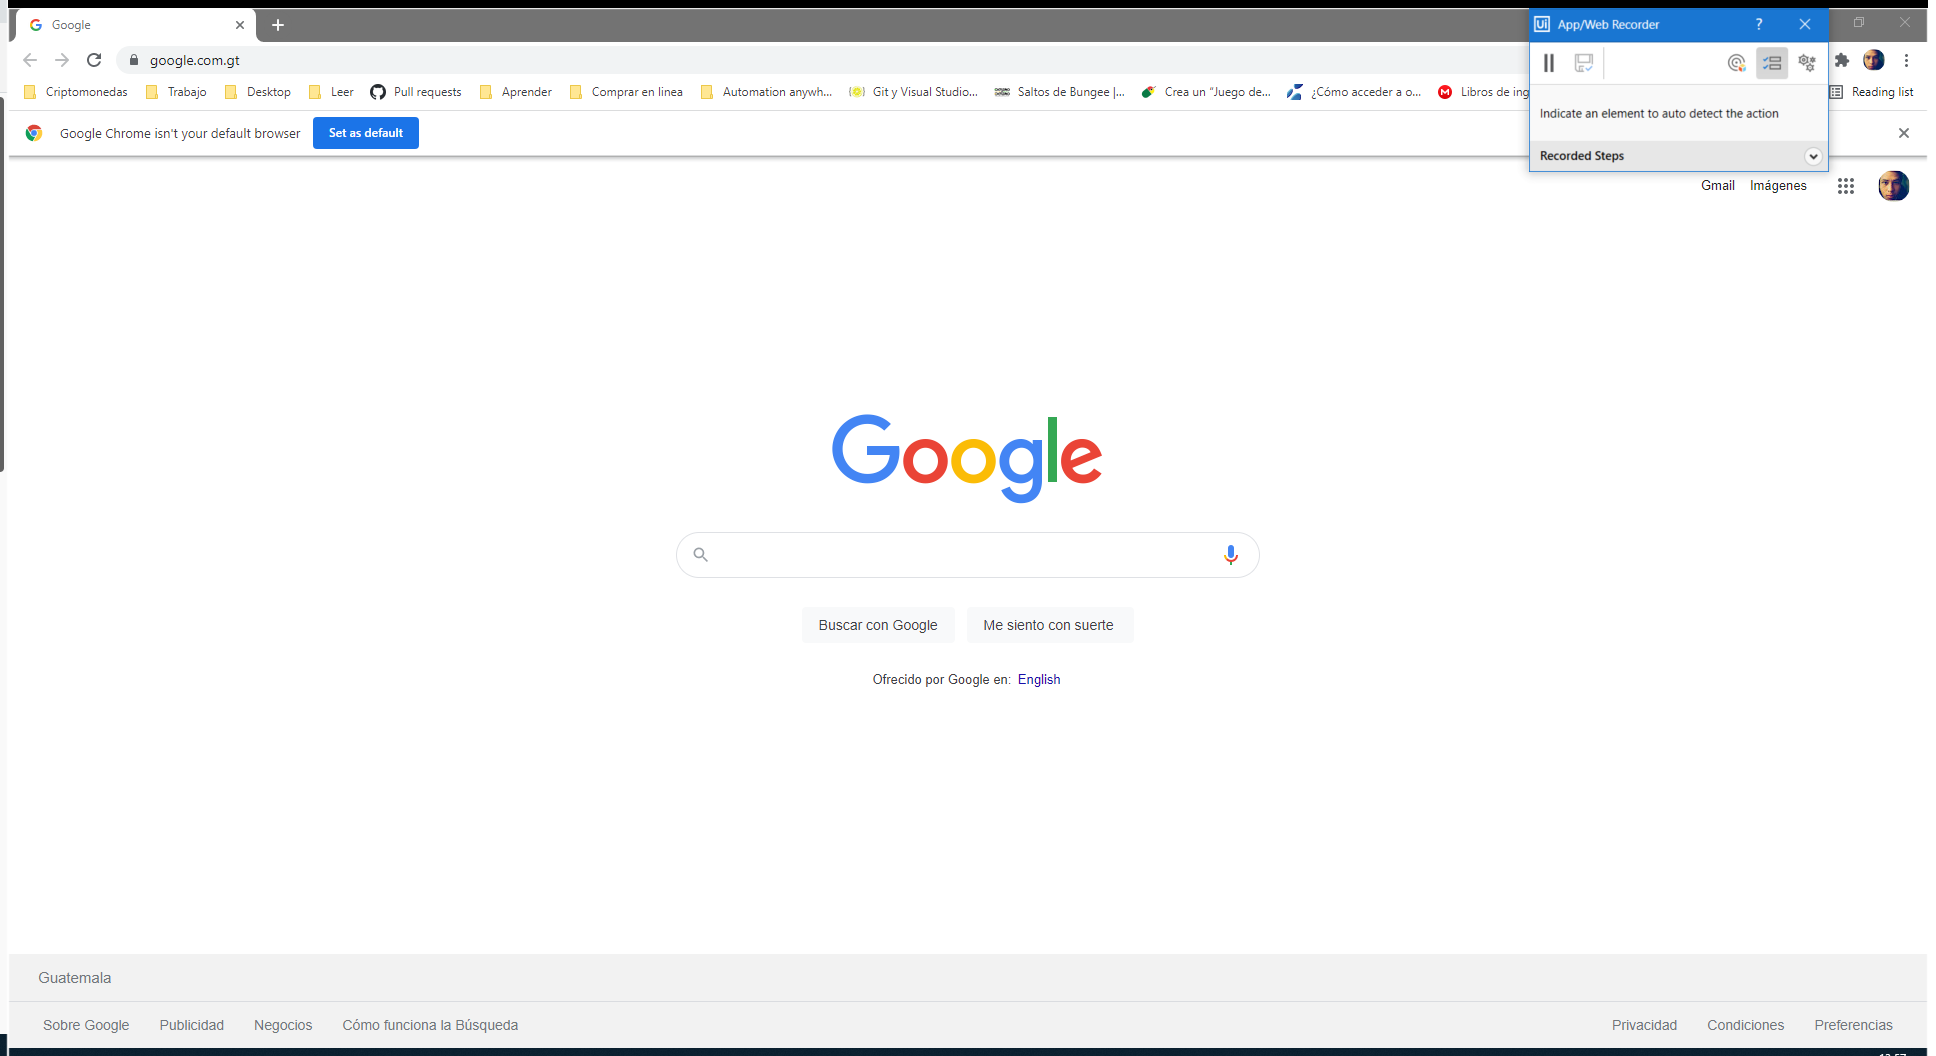 Google
Ui App/Web Recorder ?
google.com.gt
Criptomonedas Trabajo Desktop Leer Pull requests Aprender Comprar en linea Automation anywh... Git y Visual Studio... Saltos de Bungee |... Crea un "Juego de... ¿Cómo acceder a o... Libros de ing Reading list
Indicate an element to auto detect the action
Google Chrome isn't your default browser Set as default
Recorded Steps
Gmail Imágenes
Google
Buscar con Google Me siento con suerte
Ofrecido por Google en: English
Guatemala
Sobre Google Publicidad Negocios Cómo funciona la Búsqueda Privacidad Condiciones Preferencias